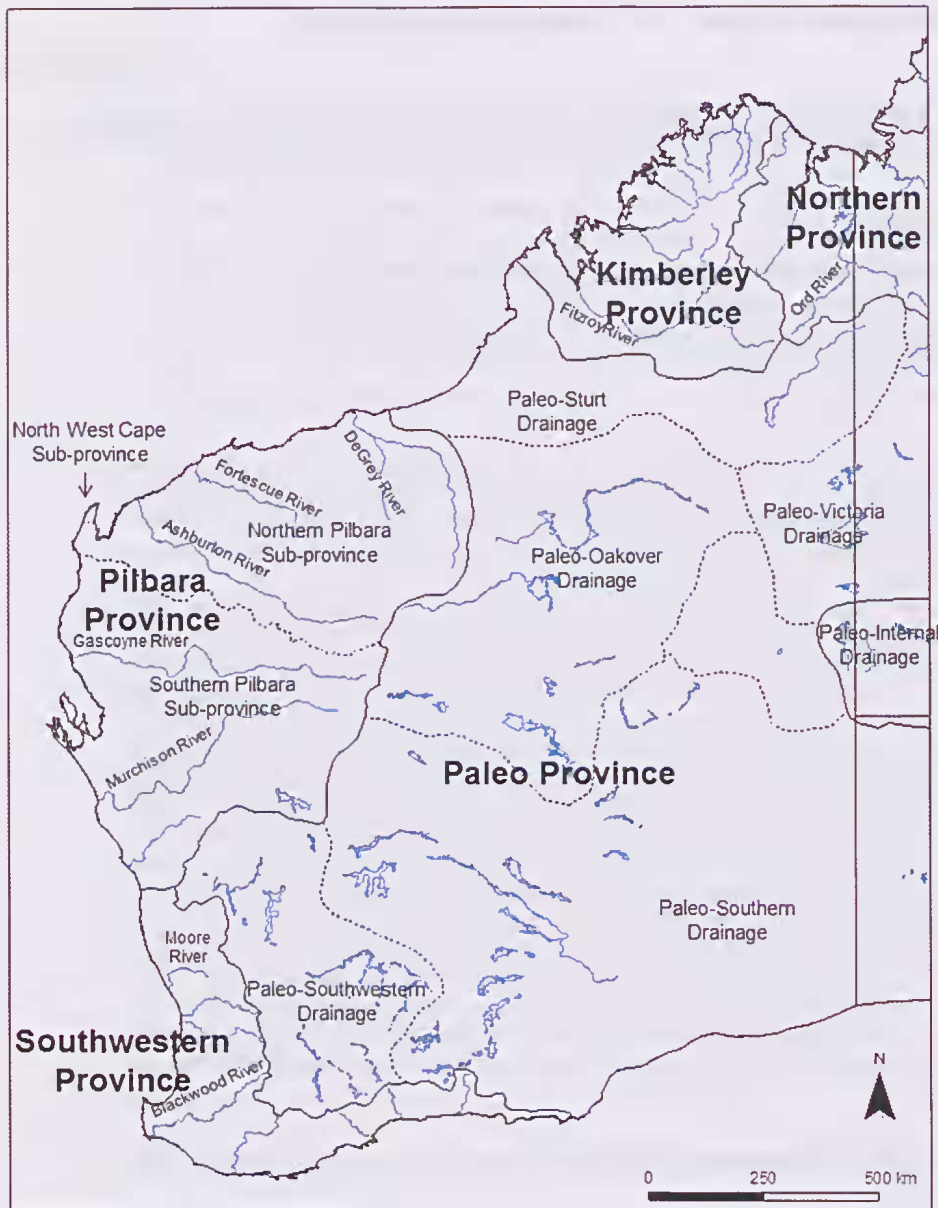 Northern
Province
Kimberley
Province
Ord River
Fitzroy River
Paleo-Sturt
Drainage
North West Cape
Sub-province
DeGrey River
Fortescue River
Northern Pilbara
Sub-province
Ashburton River
Paleo-Victoria
Drainage
Paleo-Oakover
Drainage
Pilbara
Province
Paleo-Internal
Drainage
Gascoyne River
Southern Pilbara
Sub-province
Murchison River
Paleo Province
Paleo-Southern
Drainage
Moore
River
Paleo-Southwestern
Drainage
Southwestern
Province
Blackwood River
N
0 250 500 km